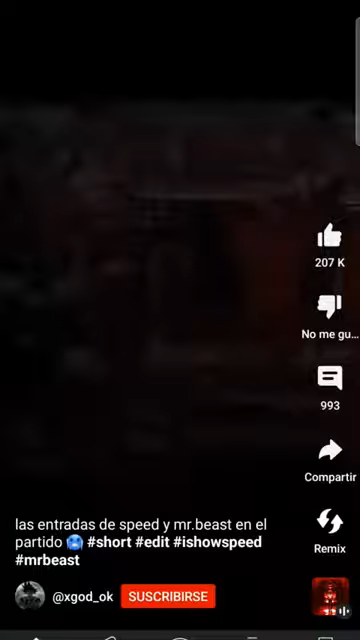 207 K
No me gu...
993
Compartir
las entradas de speed y mr.beast en el
partido 🥶 #short #edit #ishowspeed
#mrbeast
Remix
@xgod_ok
SUSCRIBIRSE